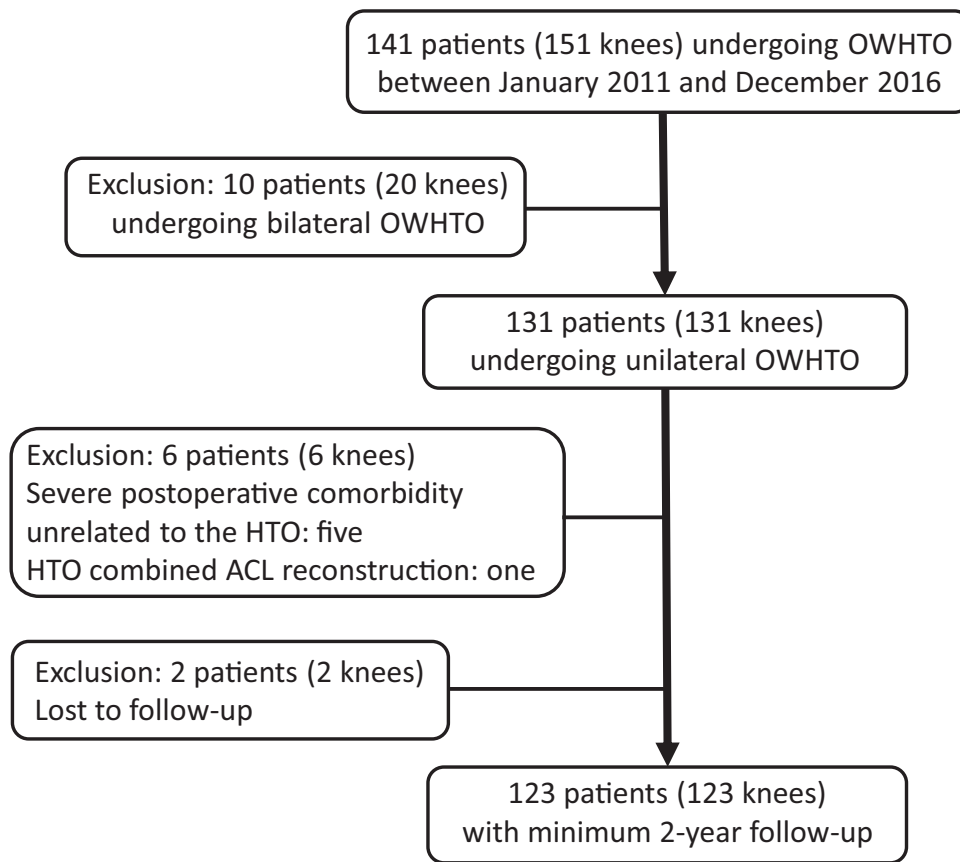 141 patients (151 knees) undergoing OWHTO
between January 2011 and December 2016
Exclusion: 10 patients (20 knees)
undergoing bilateral OWHTO
131 patients (131 knees)
undergoing unilateral OWHTO
Exclusion: 6 patients (6 knees)
Severe postoperative comorbidity
unrelated to the HTO: five
HTO combined ACL reconstruction: one
Exclusion: 2 patients (2 knees)
Lost to follow-up
123 patients (123 knees)
with minimum 2-year follow-up